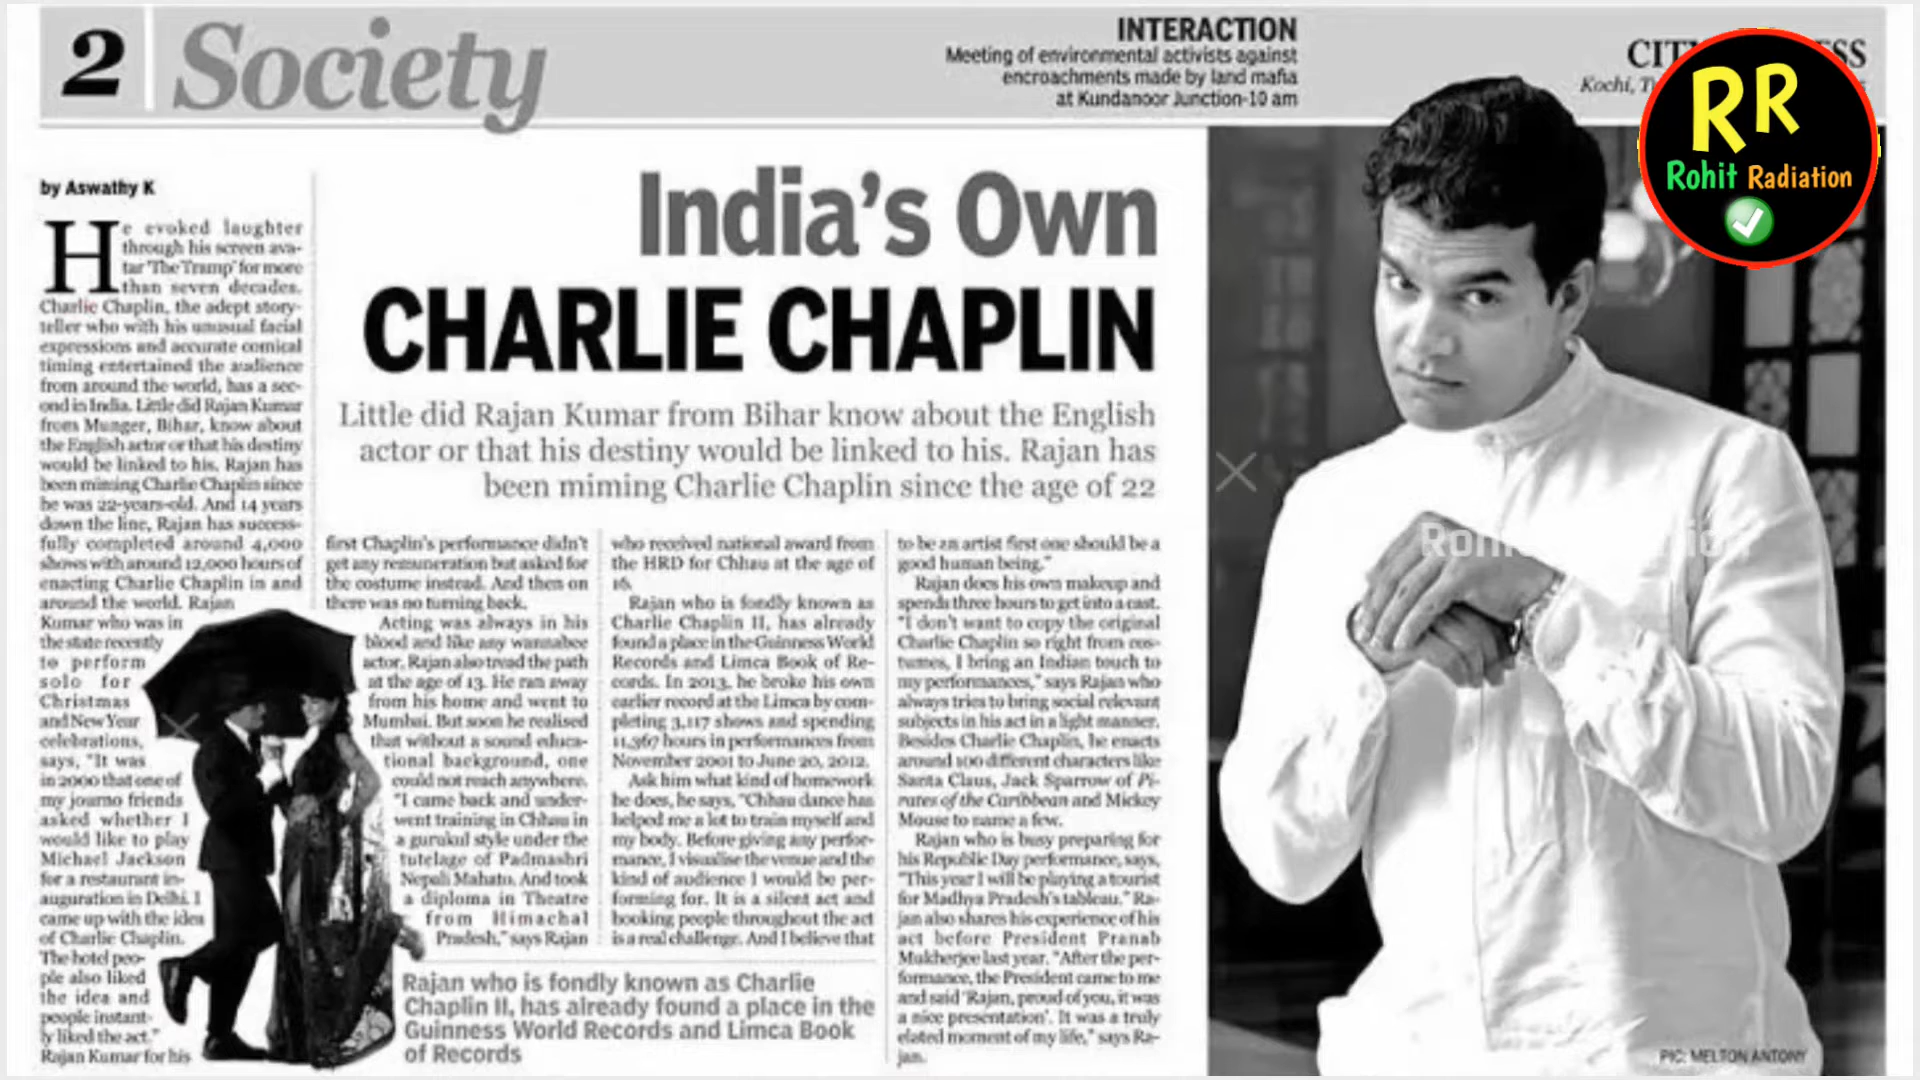 2
Society
INTERACTION
Meeting of environmental activists against
encroachments made by land mafia
at Kundanoor Junction-10 am
Kochi,
RR
Rohit Radiation
by Aswathy K
India's Own
CHARLIE CHAPLIN
Little did Rajan Kumar from Bihar know about the English
actor or that his destiny would be linked to his. Rajan has
been miming Charlie Chaplin since the age of 22
He evoked laughter
through his screen ava-
tar 'The Tramp' for more
than seven decades.
Charlie Chaplin, the adept story-
teller who with his unusual facial
expressions and accurate comical
timing entertained the audience
from around the world, has a sec-
ond in India. Little did Rajan Kumar
from Munger, Bihar, know about
the English actor or that his destiny
would be linked to his. Rajan has
been miming Charlie Chaplin since
he was 22-years-old. And 14 years
down the line, Rajan has success-
fully completed around 4,000
shows with around 12,000 hours of
enacting Charlie Chaplin in and
around the world. Rajan
Kumar who was in
the state recently
to perform
solo for
Christmas
and New Year
celebrations,
says, "It was
in 2000 that one of
my journo friends
asked whether I
would like to play
Michael Jackson
for a restaurant in-
auguration in Delhi. I
came up with the idea
of Charlie Chaplin.
The hotel peo-
ple also liked
the idea and
people instant-
ly liked the act."
Rajan Kumar for his
first Chaplin's performance didn't
get any remuneration but asked for
the costume instead. And then on
there was no turning back.
Acting was always in his
blood and like any wannabee
actor, Rajan also tread the path
at the age of 13. He ran away
from his home and went to
Mumbai. But soon he realised
that without a sound educa-
tional background, one
could not reach anywhere.
"I came back and under-
went training in Chhau in
a gurukul style under the
tutelage of Padmashri
Nepali Mahato. And took
a diploma in Theatre
from Himachal
Pradesh," says Rajan
who received national award from
the HRD for Chhau at the age of
16.
Rajan who is fondly known as
Charlie Chaplin II, has already
found a place in the Guinness World
Records and Limca Book of Re-
cords. In 2013, he broke his own
earlier record at the Limca by com-
pleting 3,117 shows and spending
11,367 hours in performances from
November 2001 to June 20, 2012.
Ask him what kind of homework
he does, he says, "Chhau dance has
helped me a lot to train myself and
my body. Before giving any perfor-
mance, I visualise the venue and the
kind of audience I would be per-
forming for. It is a silent act and
hooking people throughout the act
is a real challenge. And I believe that
to be an artist first one should be a
good human being."
Rajan does his own makeup and
spends three hours to get into a cast.
"I don't want to copy the original
Charlie Chaplin so right from cos-
tumes, I bring an Indian touch to
my performances," says Rajan who
always tries to bring social relevant
subjects in his act in a light manner.
Besides Charlie Chaplin, he enacts
around 100 different characters like
Santa Claus, Jack Sparrow of Pi-
rates of the Caribbean and Mickey
Mouse to name a few.
Rajan who is busy preparing for
his Republic Day performance, says,
"This year I will be playing a tourist
for Madhya Pradesh's tableau." Ra-
jan also shares his experience of his
act before President Pranab
Mukherjee last year. "After the per-
formance, the President came to me
and said 'Rajan, proud of you, it was
a nice presentation'. It was a truly
elated moment of my life," says Ra-
jan.
Rajan who is fondly known as Charlie
Chaplin II, has already found a place in the
Guinness World Records and Limca Book
of Records
PIC: MELTON ANTONY